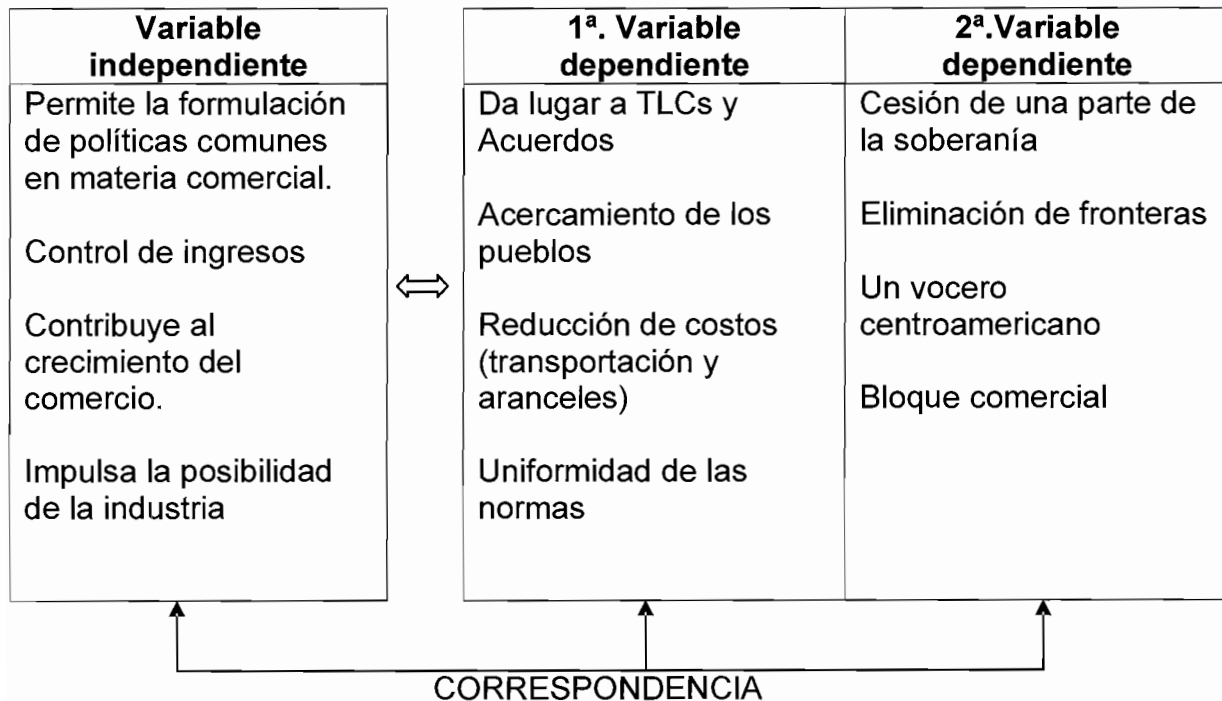 Variable
independiente
Permite la formulación
de políticas comunes
en materia comercial.
Control de ingresos
Contribuye al
crecimiento del
comercio.
Impulsa la posibilidad
de la industria
1ª. Variable
dependiente
Da lugar a TLCs y
Acuerdos
Acercamiento de los
pueblos
Reducción de costos
(transportación y
aranceles)
Uniformidad de las
normas
2ª.Variable
dependiente
Cesión de una parte de
la soberanía
Eliminación de fronteras
Un vocero
centroamericano
Bloque comercial
CORRESPONDENCIA